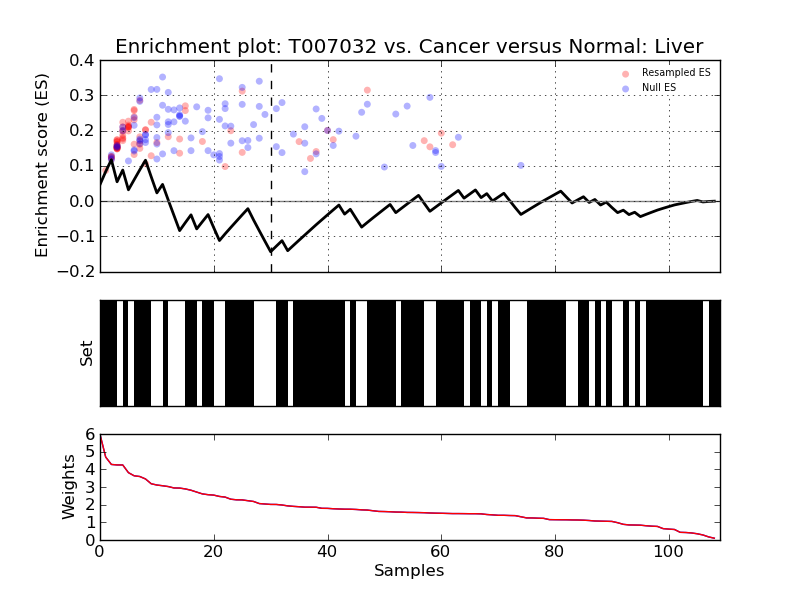 Enrichment plot: T007032 vs. Cancer versus Normal: Liver
Enrichment score (ES)
0.4
0.3
0.2
0.1
0.0
−0.1
−0.2
Resampled ES
Null ES
Set
Weights
6
5
4
3
2
1
0
0 20 40 60 80 100
Samples